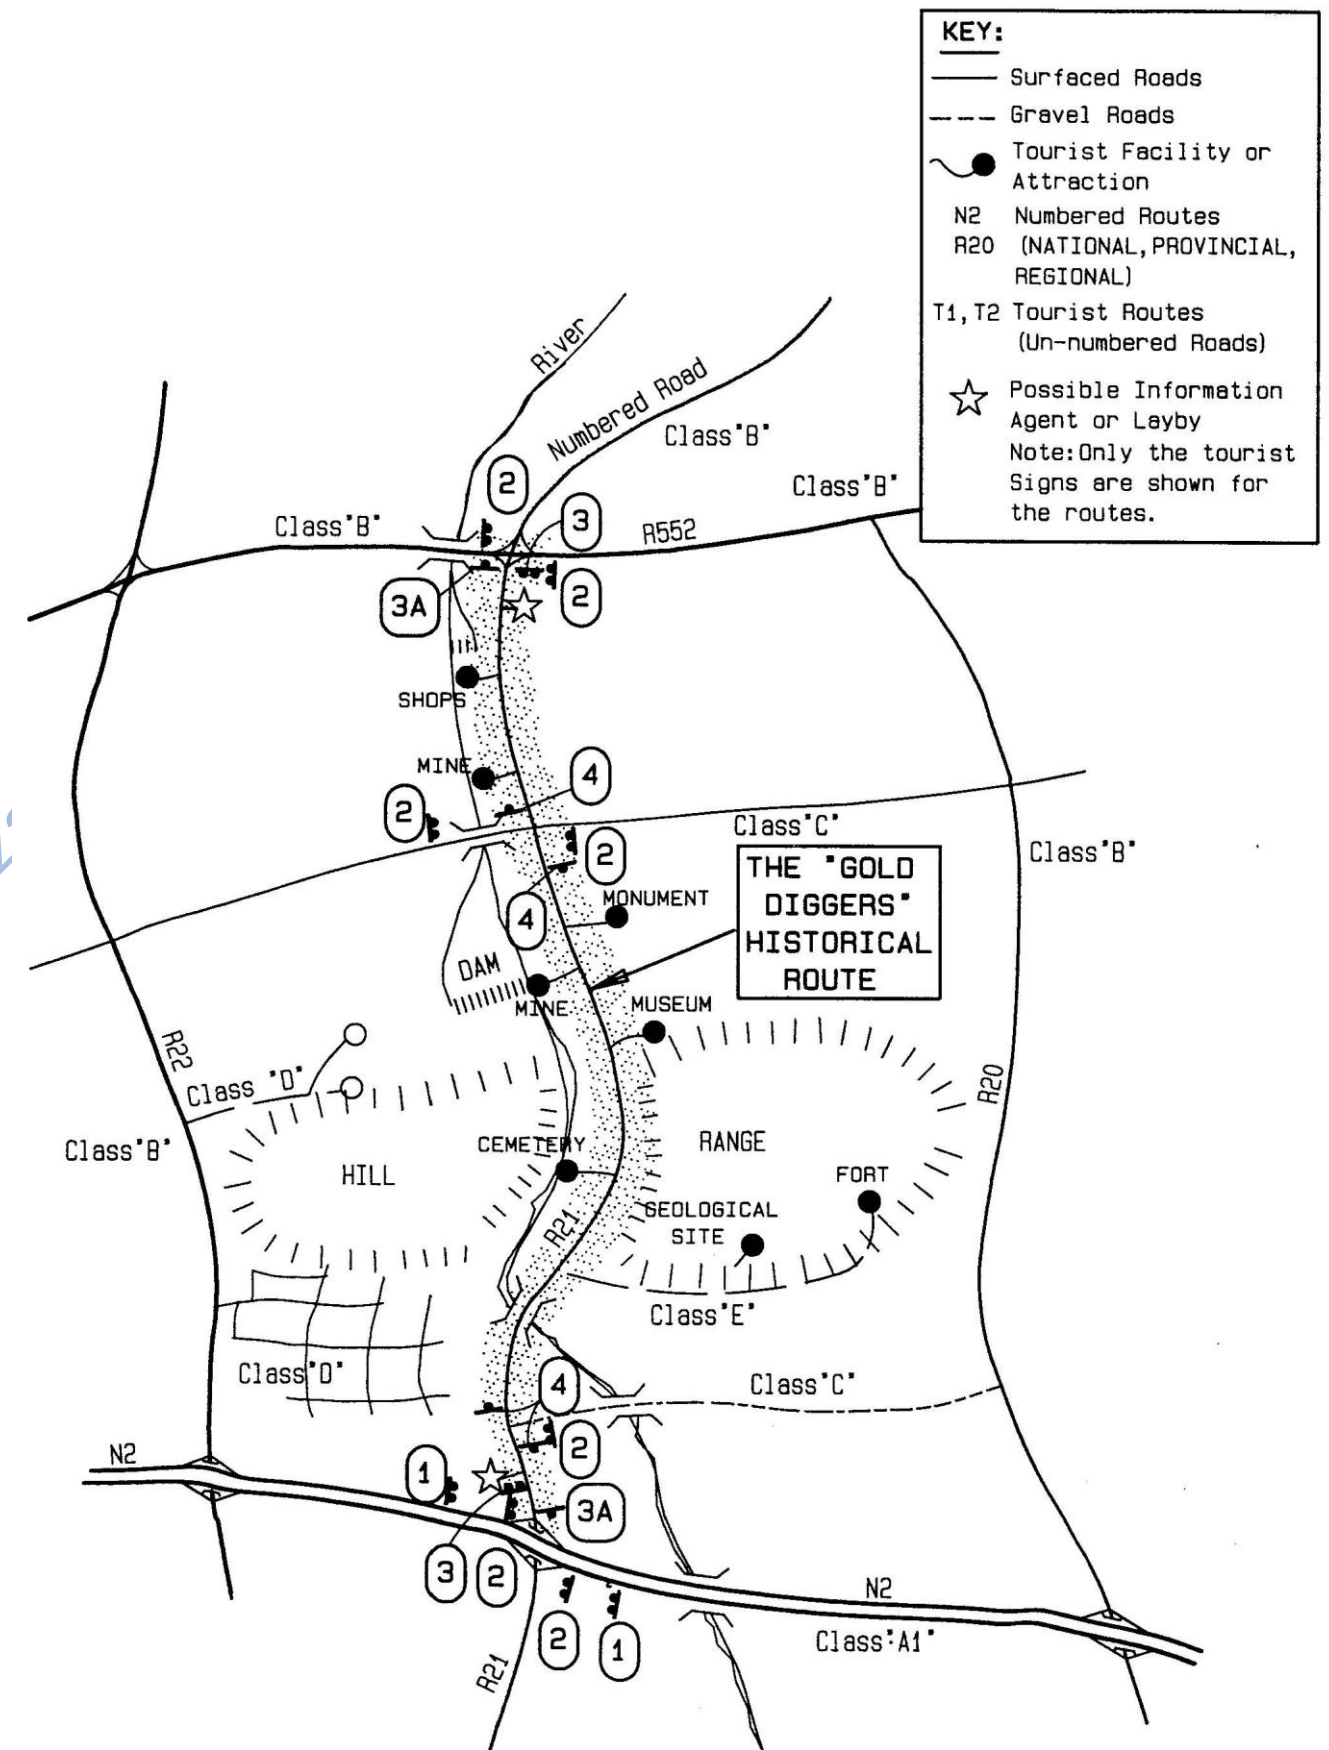 KEY:
Surfaced Roads
Gravel Roads
Tourist Facility or
Attraction
N2 Numbered Routes
R20 (NATIONAL, PROVINCIAL,
REGIONAL)
T1, T2 Tourist Routes
(Un-numbered Roads)
Possible Information
Agent or Layby
Note: Only the tourist
Signs are shown for
the routes.
River
Numbered Road
Class "B"
Class "B"
2
Class "B"
3
R552
3A
2
SHOPS
MINE
4
2
Class "C"
2
Class "B"
THE "GOLD
DIGGERS"
HISTORICAL
ROUTE
MONUMENT
4
DAM
MINE
MUSEUM
R22
Class "D"
R20
CEMETERY
RANGE
Class "B"
HILL
FORT
GEOLOGICAL
SITE
R21
Class "E"
Class "D"
4
Class "C"
2
N2
1
3A
3
2
N2
2
1
Class "A1"
R21